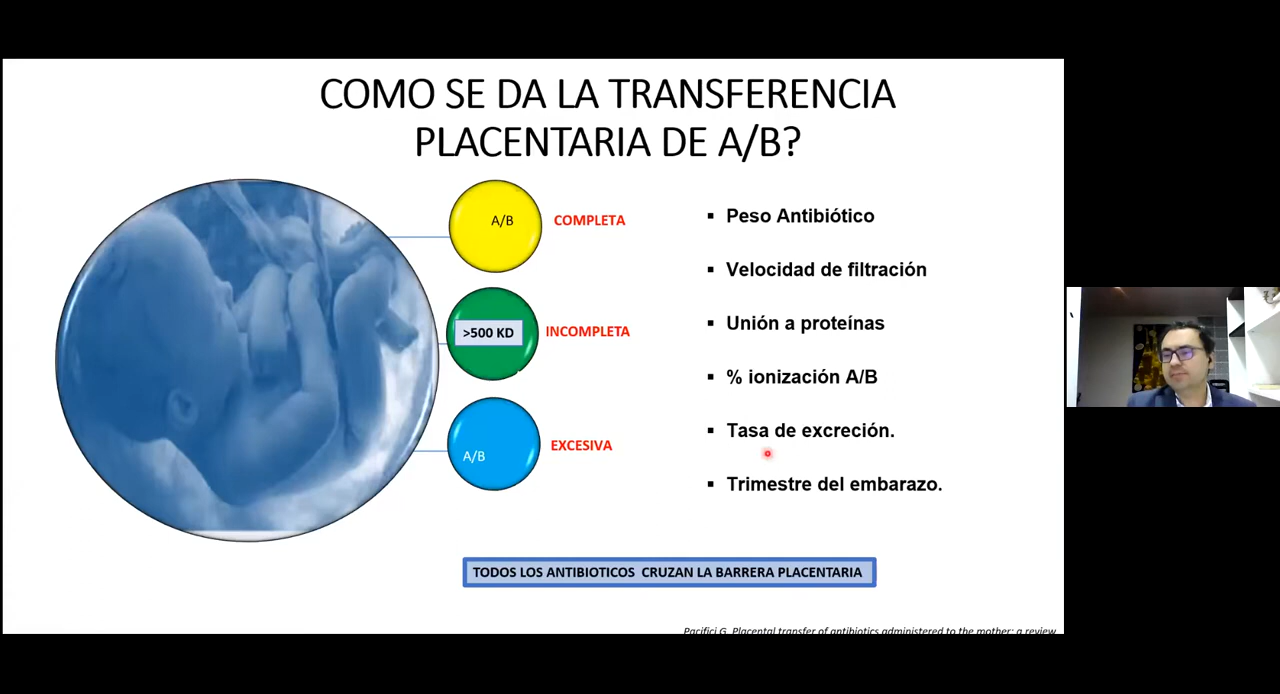 COMO SE DA LA TRANSFERENCIA
PLACENTARIA DE A/B?
A/B
COMPLETA
>500 KD
INCOMPLETA
A/B
EXCESIVA
▪ Peso Antibiótico
▪ Velocidad de filtración
▪ Unión a proteínas
▪ % ionización A/B
▪ Tasa de excreción.
▪ Trimestre del embarazo.
TODOS LOS ANTIBIOTICOS CRUZAN LA BARRERA PLACENTARIA
Pacifici G. Placental transfer of antibiotics administered to the mother: a review